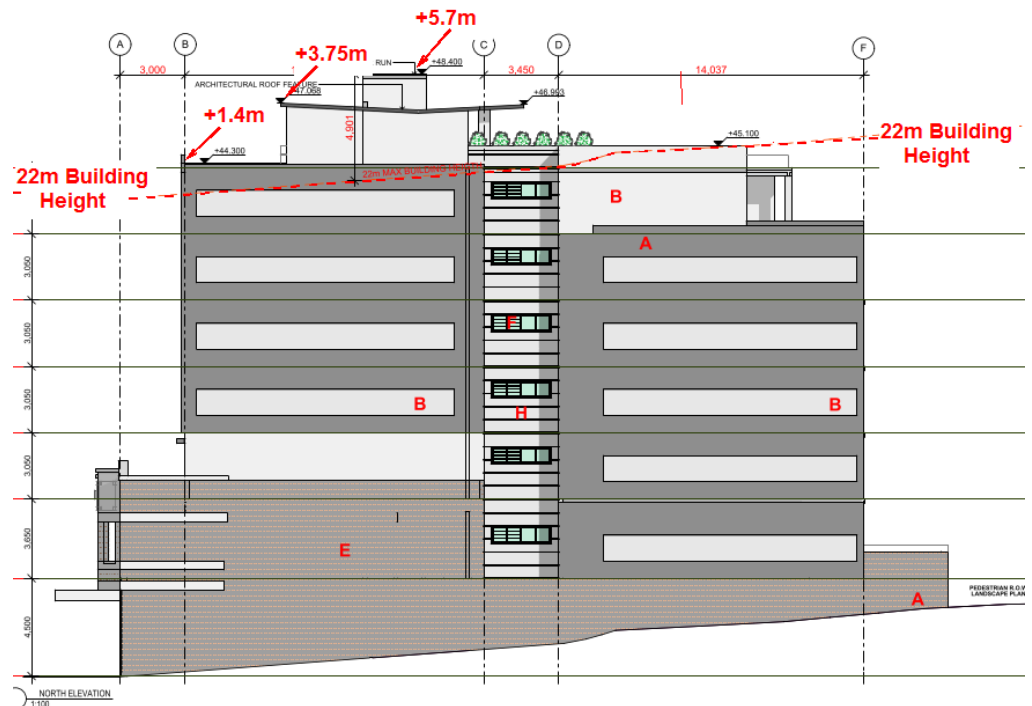 +5.7m
A
B
+3.75m
C
D
F
RUN
+48.400
3,000
3,450
14,037
ARCHITECTURAL ROOF FEATURE
+47.068
+46.993
4,901
+1.4m
+44.300
+45.100
22m Building
Height
22m Building
Height
22m MAX BUILDING HEIGHT
B
A
3,050
3,050
F
3,050
B
H
B
3,050
3,650
E
4,500
A
PEDESTRIAN R.O.W
LANDSCAPE PLAN
NORTH ELEVATION
1:100